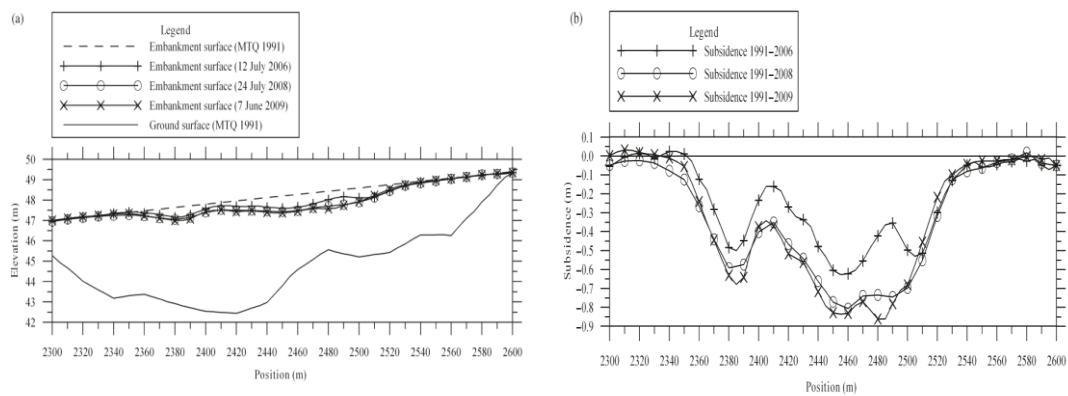 (a)
Legend
Embankment surface (MTQ 1991)
Embankment surface (12 July 2006)
Embankment surface (24 July 2008)
Embankment surface (7 June 2009)
Ground surface (MTQ 1991)
50
49
48
47
46
45
44
43
42
Elevation (m)
2300 2320 2340 2360 2380 2400 2420 2440 2460 2480 2500 2520 2540 2560 2580 2600
Position (m)
(b)
Legend
Subsidence 1991–2006
Subsidence 1991–2008
Subsidence 1991–2009
0.1
0.0
−0.1
−0.2
−0.3
−0.4
−0.5
−0.6
−0.7
−0.8
−0.9
Subsidence (m)
2300 2320 2340 2360 2380 2400 2420 2440 2460 2480 2500 2520 2540 2560 2580 2600
Position (m)